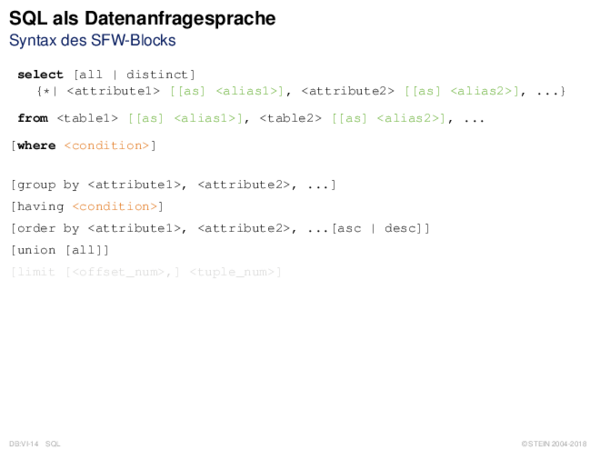 SQL als Datenanfragesprache
Syntax des SFW-Blocks
select [all | distinct]
{*| <attribute1> [[as] <alias1>], <attribute2> [[as] <alias2>], ...}
from <table1> [[as] <alias1>], <table2> [[as] <alias2>], ...
[where <condition>]
[group by <attribute1>, <attribute2>, ...]
[having <condition>]
[order by <attribute1>, <attribute2>, ...[asc | desc]]
[union [all]]
[limit [<offset_num>,] <tuple_num>]
DB:VI-14 SQL
© STEIN 2004-2018